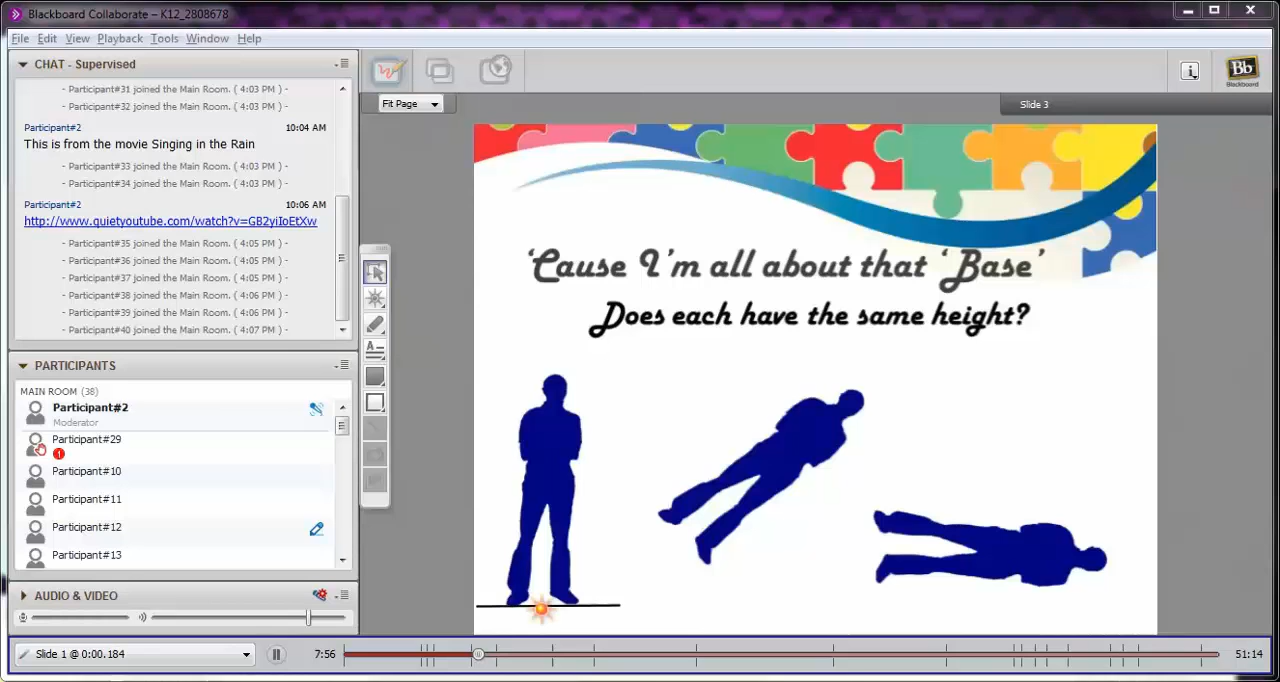 Blackboard Collaborate – K12_2808678
File Edit View Playback Tools Window Help
CHAT - Supervised
- Participant#31 joined the Main Room. ( 4:03 PM ) -
- Participant#32 joined the Main Room. ( 4:03 PM ) -
Participant#2 10:04 AM
This is from the movie Singing in the Rain
- Participant#33 joined the Main Room. ( 4:03 PM ) -
- Participant#34 joined the Main Room. ( 4:03 PM ) -
Participant#2 10:06 AM
http://www.quietyoutube.com/watch?v=GB2yiIoEtXw
- Participant#35 joined the Main Room. ( 4:05 PM ) -
- Participant#36 joined the Main Room. ( 4:05 PM ) -
- Participant#37 joined the Main Room. ( 4:05 PM ) -
- Participant#38 joined the Main Room. ( 4:06 PM ) -
- Participant#39 joined the Main Room. ( 4:06 PM ) -
- Participant#40 joined the Main Room. ( 4:07 PM ) -
PARTICIPANTS
MAIN ROOM (38)
Participant#2
Moderator
Participant#29
Participant#10
Participant#11
Participant#12
Participant#13
AUDIO & VIDEO
Slide 1 @ 0:00.184
7:56
51:14
Fit Page
Slide 3
Bb
Blackboard
‘Cause I’m all about that ‘ Base’
Does each have the same height?